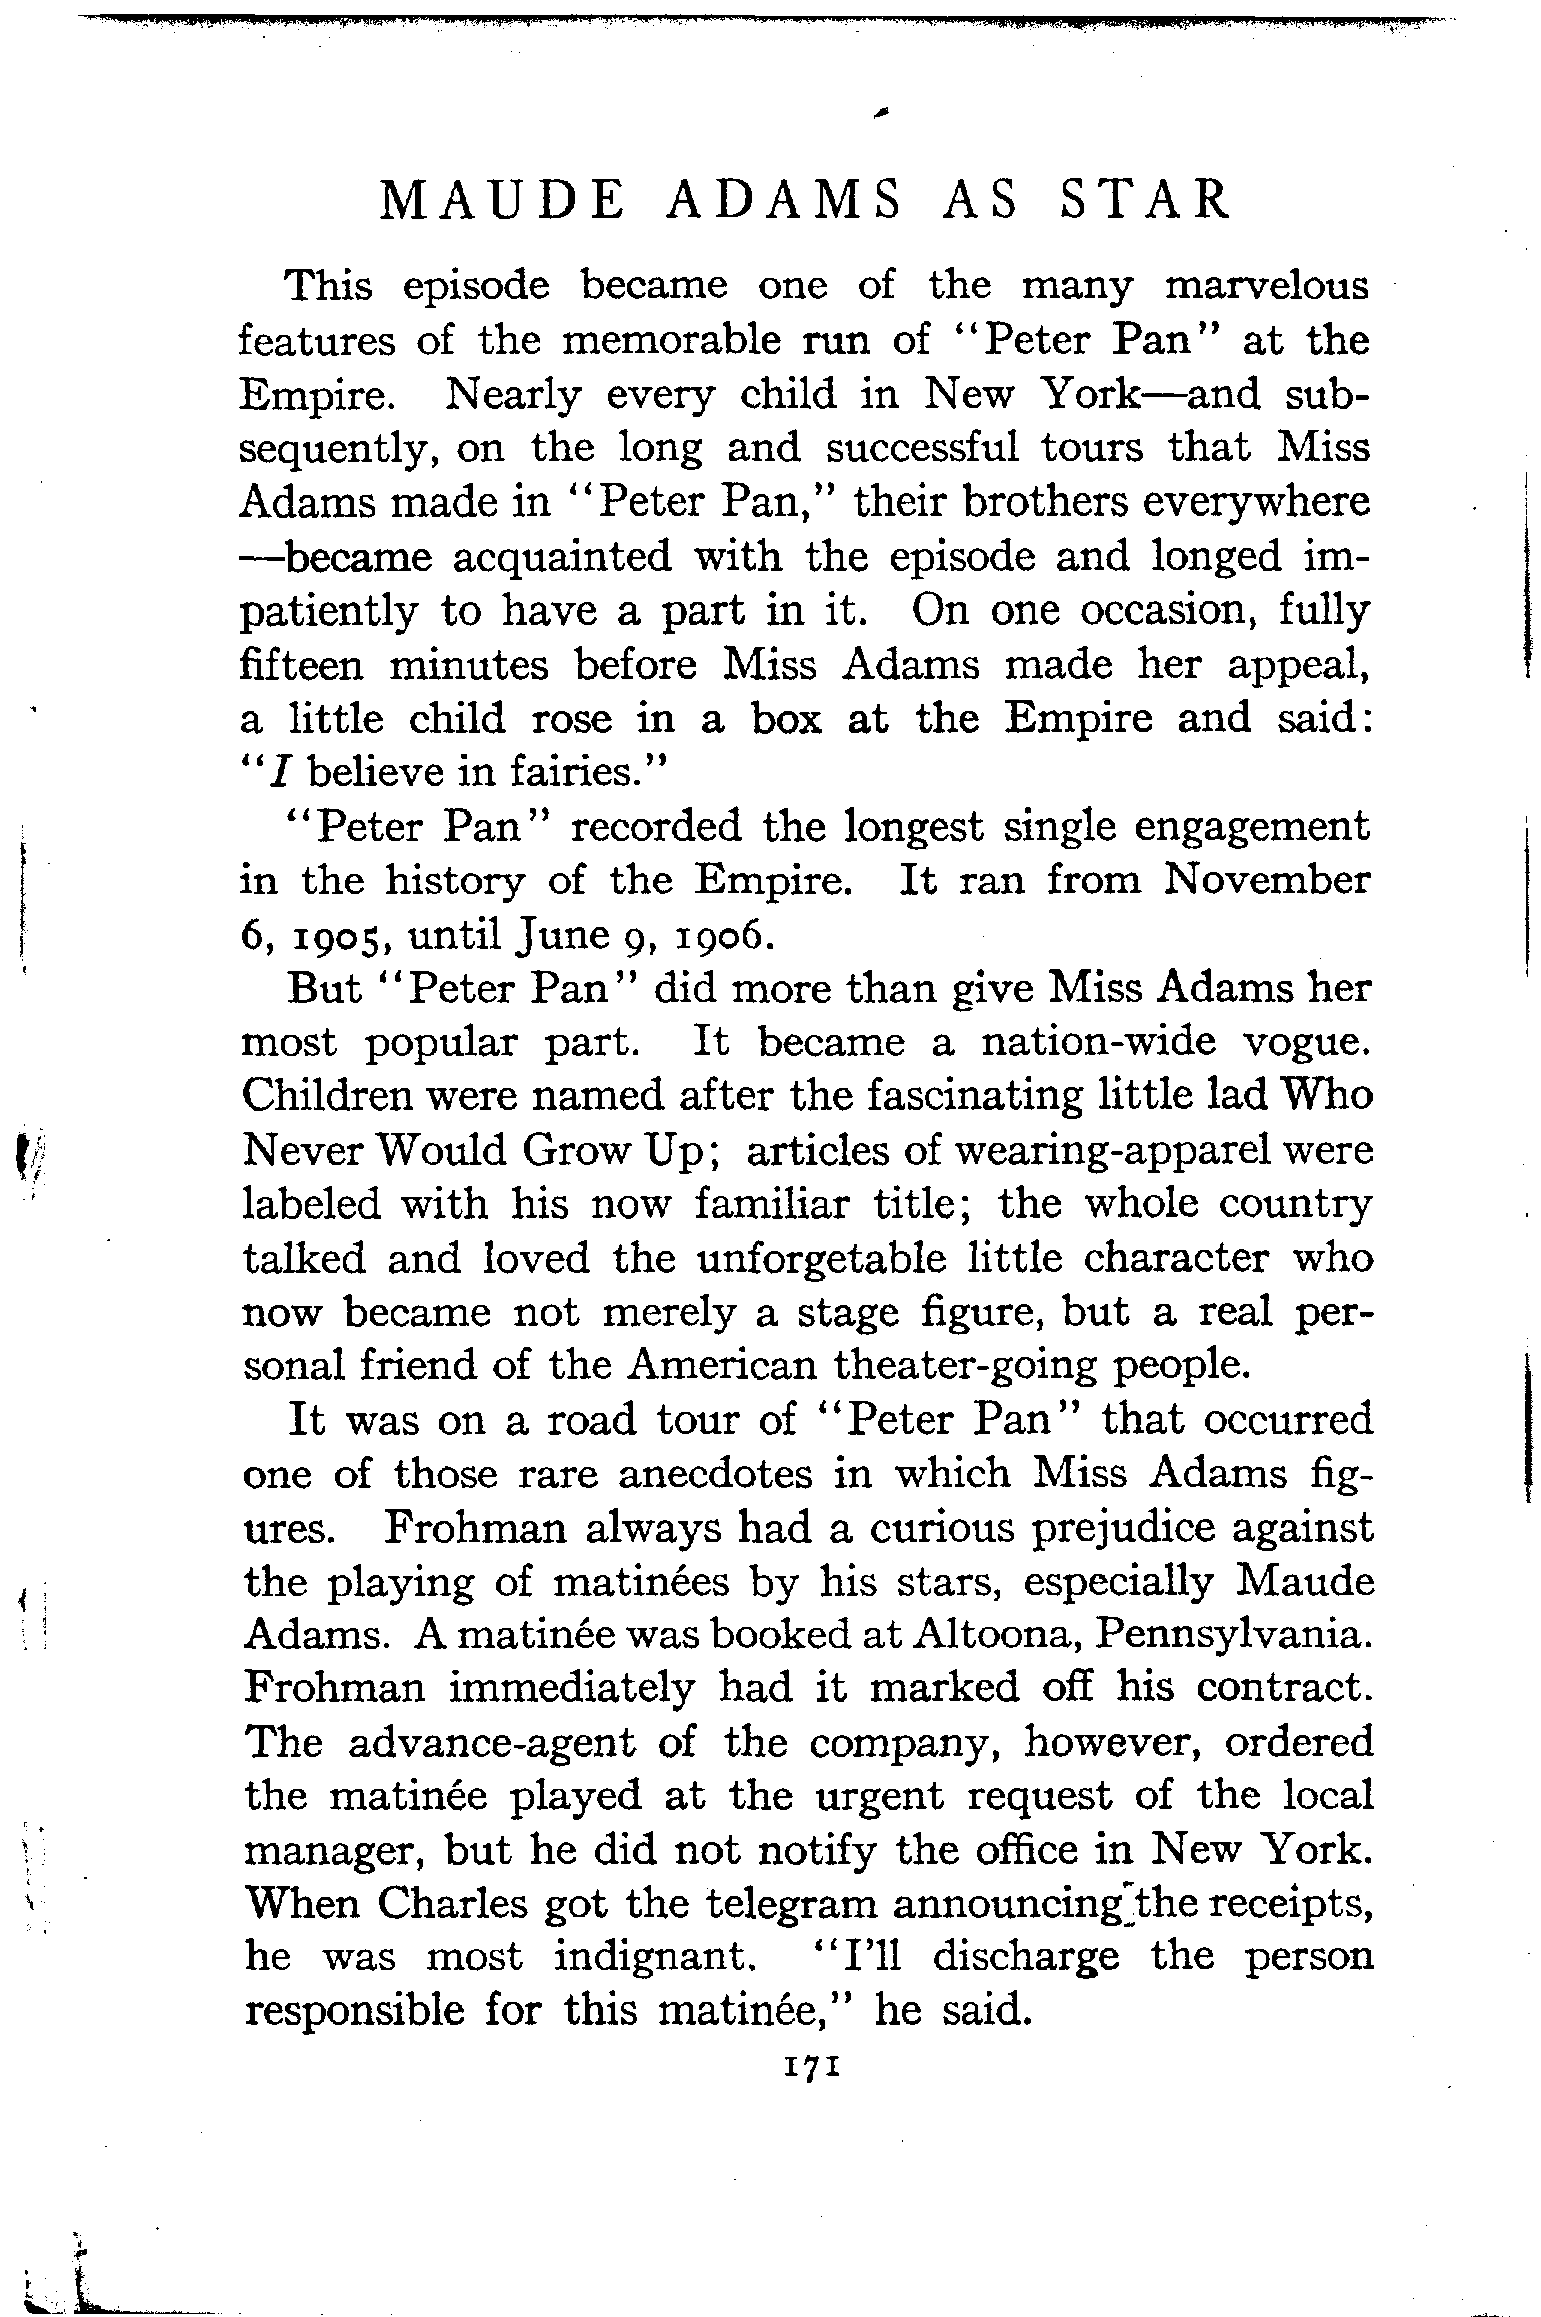 MAUDE ADAMS AS STAR
This episode became one of the many marvelous
features of the memorable run of "Peter Pan" at the
Empire. Nearly every child in New York—and sub-
sequently, on the long and successful tours that Miss
Adams made in "Peter Pan," their brothers everywhere
—became acquainted with the episode and longed im-
patiently to have a part in it. On one occasion, fully
fifteen minutes before Miss Adams made her appeal,
a little child rose in a box at the Empire and said:
"I believe in fairies."
"Peter Pan" recorded the longest single engagement
in the history of the Empire. It ran from November
6, 1905, until June 9, 1906.
But "Peter Pan" did more than give Miss Adams her
most popular part. It became a nation-wide vogue.
Children were named after the fascinating little lad Who
Never Would Grow Up; articles of wearing-apparel were
labeled with his now familiar title; the whole country
talked and loved the unforgetable little character who
now became not merely a stage figure, but a real per-
sonal friend of the American theater-going people.
It was on a road tour of "Peter Pan" that occurred
one of those rare anecdotes in which Miss Adams fig-
ures. Frohman always had a curious prejudice against
the playing of matinées by his stars, especially Maude
Adams. A matinée was booked at Altoona, Pennsylvania.
Frohman immediately had it marked off his contract.
The advance-agent of the company, however, ordered
the matinée played at the urgent request of the local
manager, but he did not notify the office in New York.
When Charles got the telegram announcing the receipts,
he was most indignant. "I'll discharge the person
responsible for this matinée," he said.
171